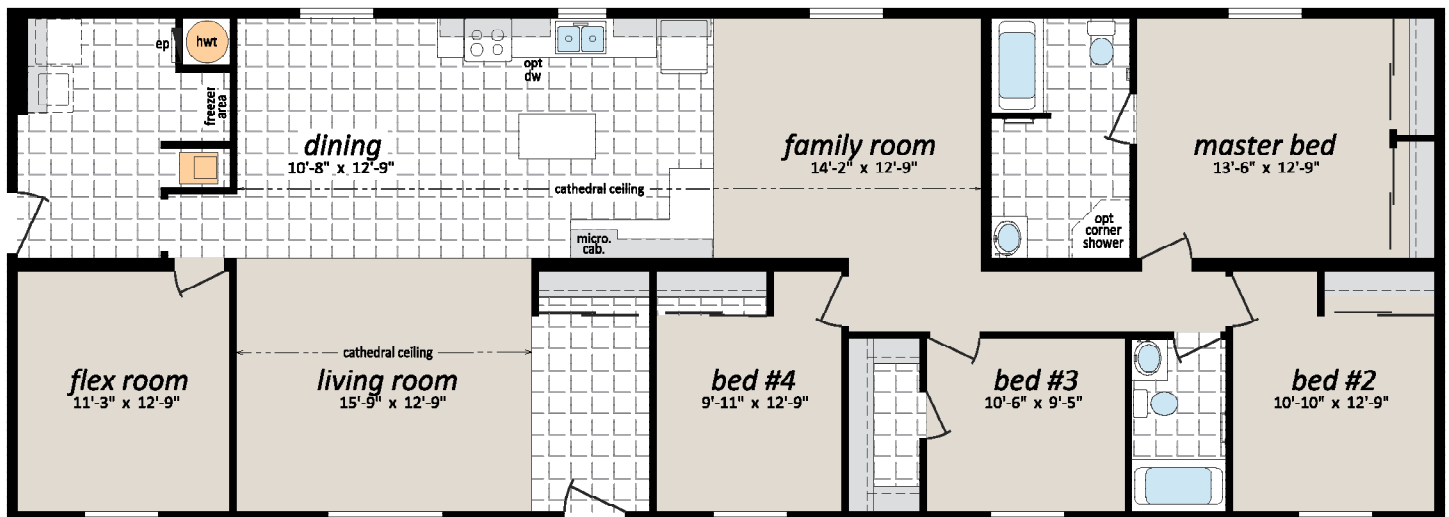 ep
hwt
freezer
area
dining
10'-8" x 12'-9"
opt
dw
cathedral ceiling
micro.
cab.
family room
14'-2" x 12'-9"
opt
corner
shower
master bed
13'-6" x 12'-9"
flex room
11'-3" x 12'-9"
cathedral ceiling
living room
15'-9" x 12'-9"
bed #4
9'-11" x 12'-9"
bed #3
10'-6" x 9'-5"
bed #2
10'-10" x 12'-9"